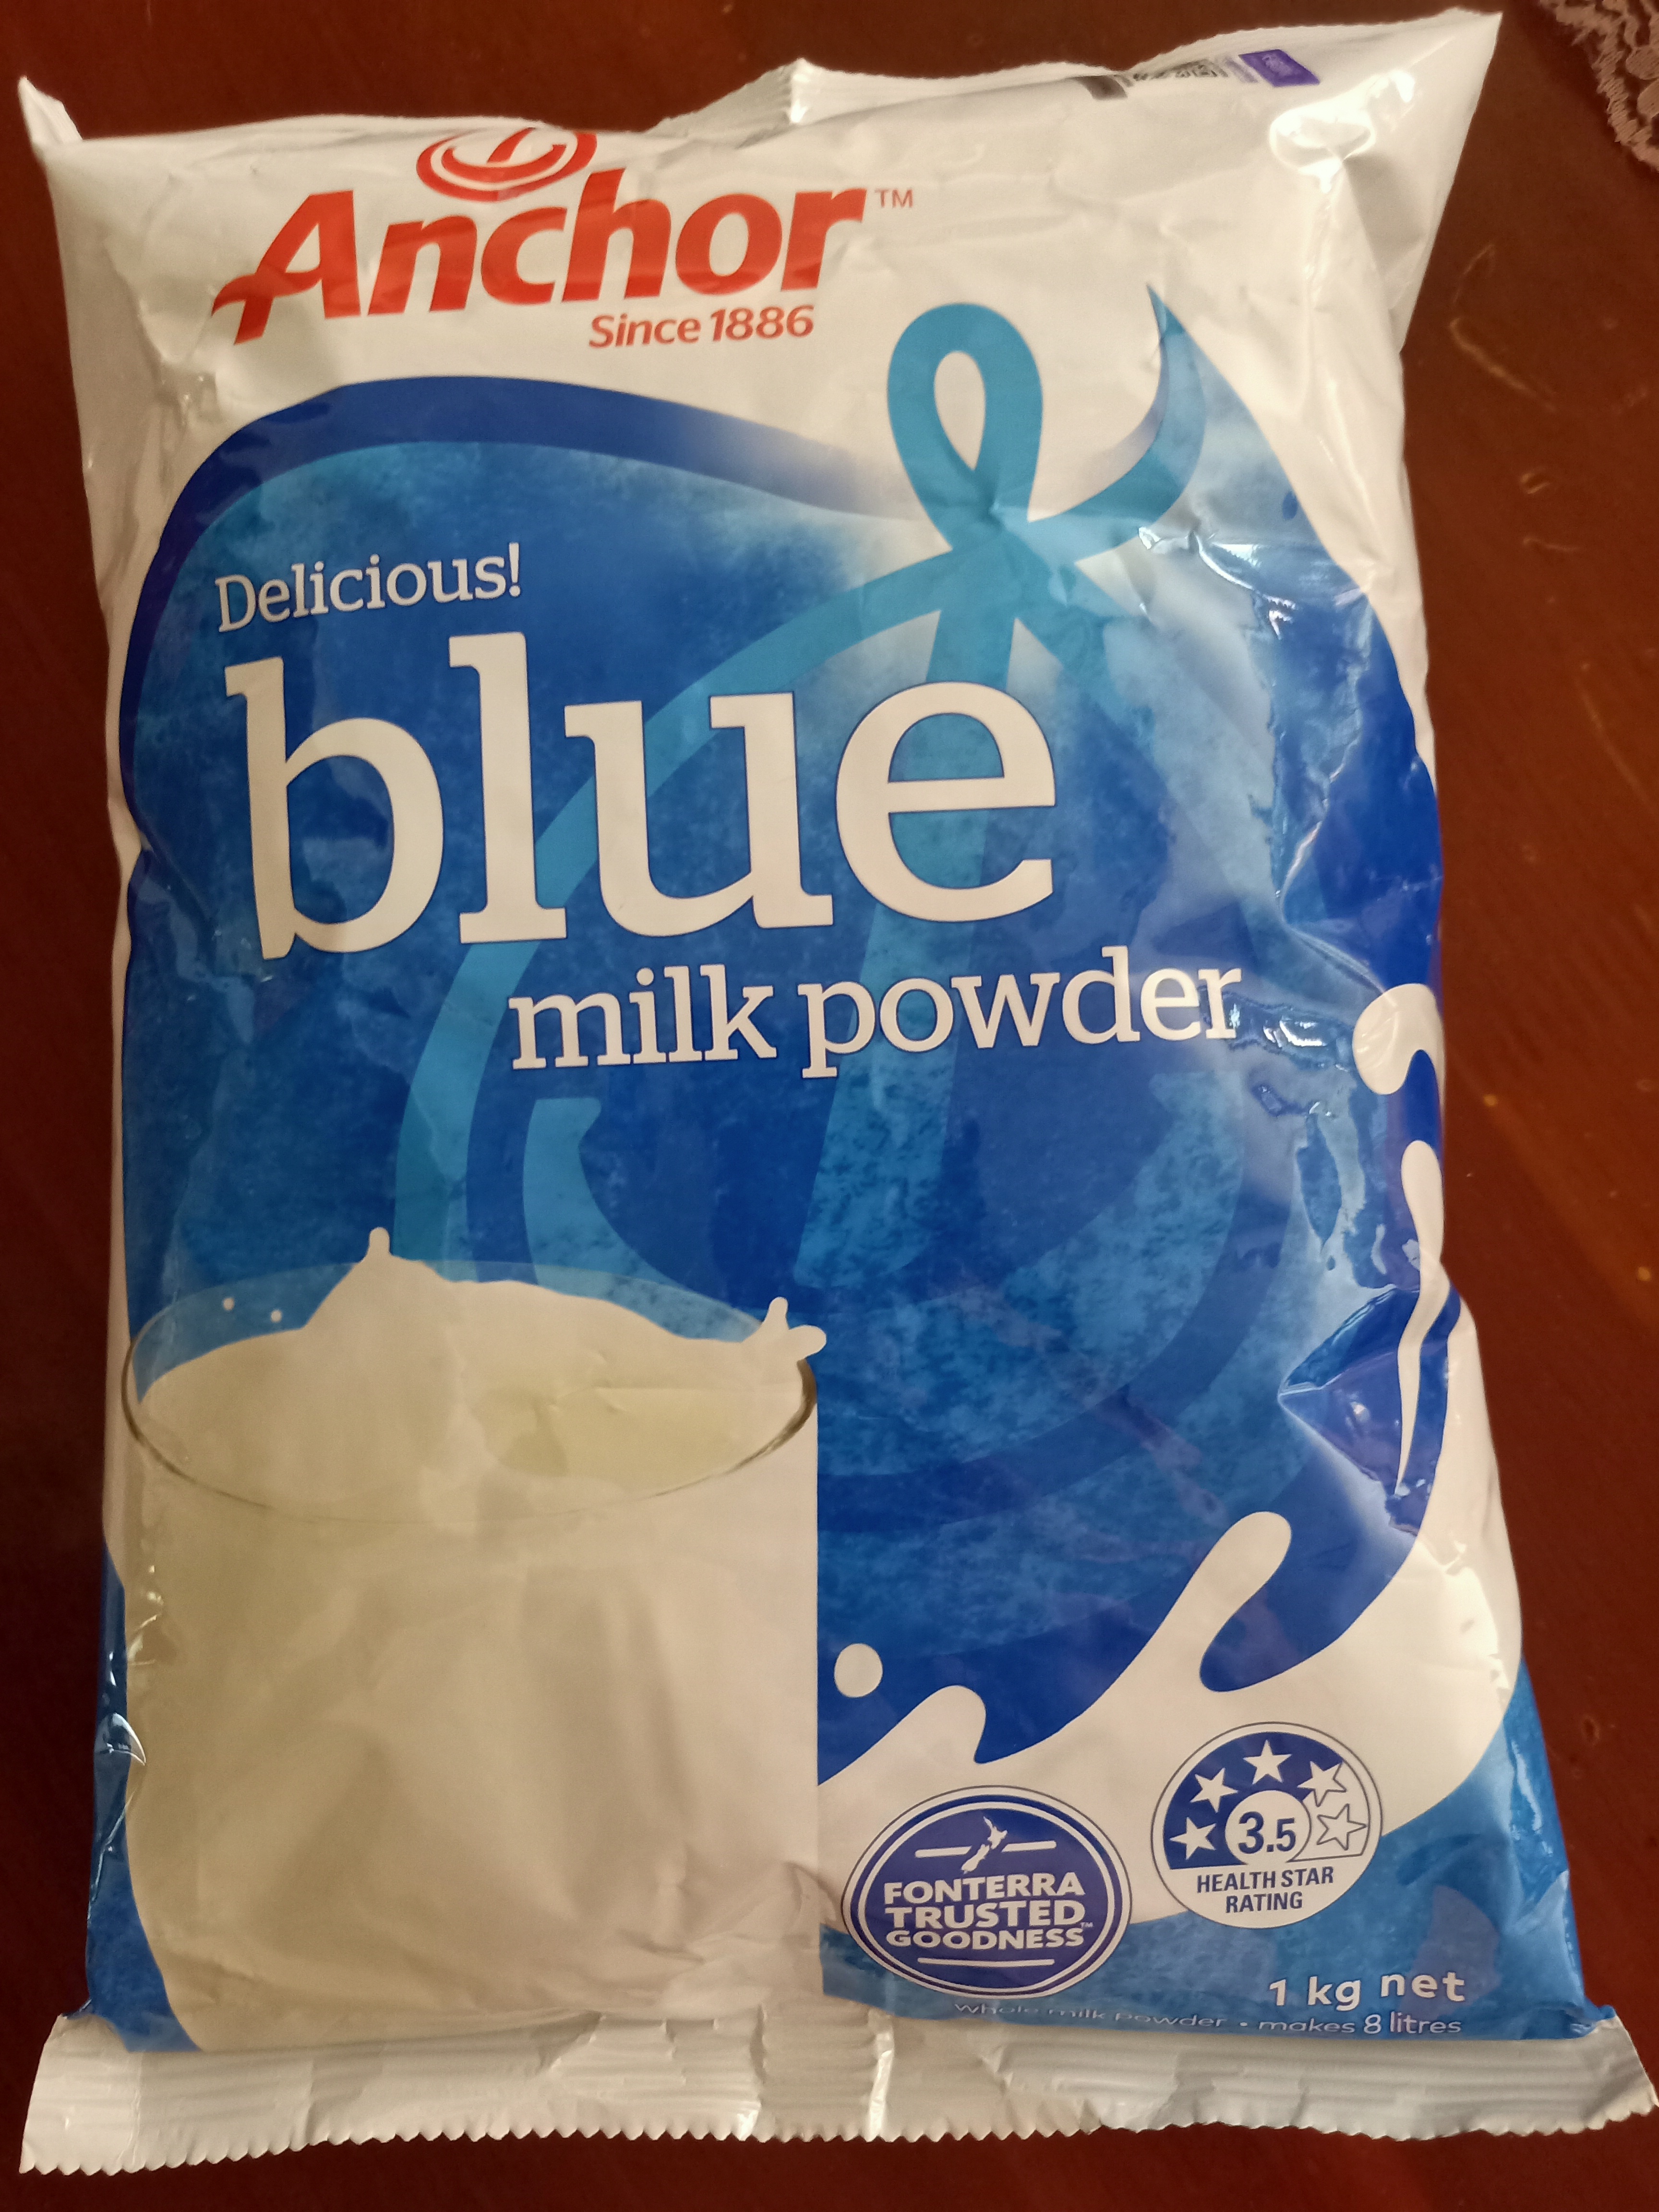 Anchor™
Since 1886
Delicious!
blue
milk powder
FONTERRA
TRUSTED
GOODNESS™
3.5
HEALTH STAR
RATING
1 kg net
whole milk powder • makes 8 litres